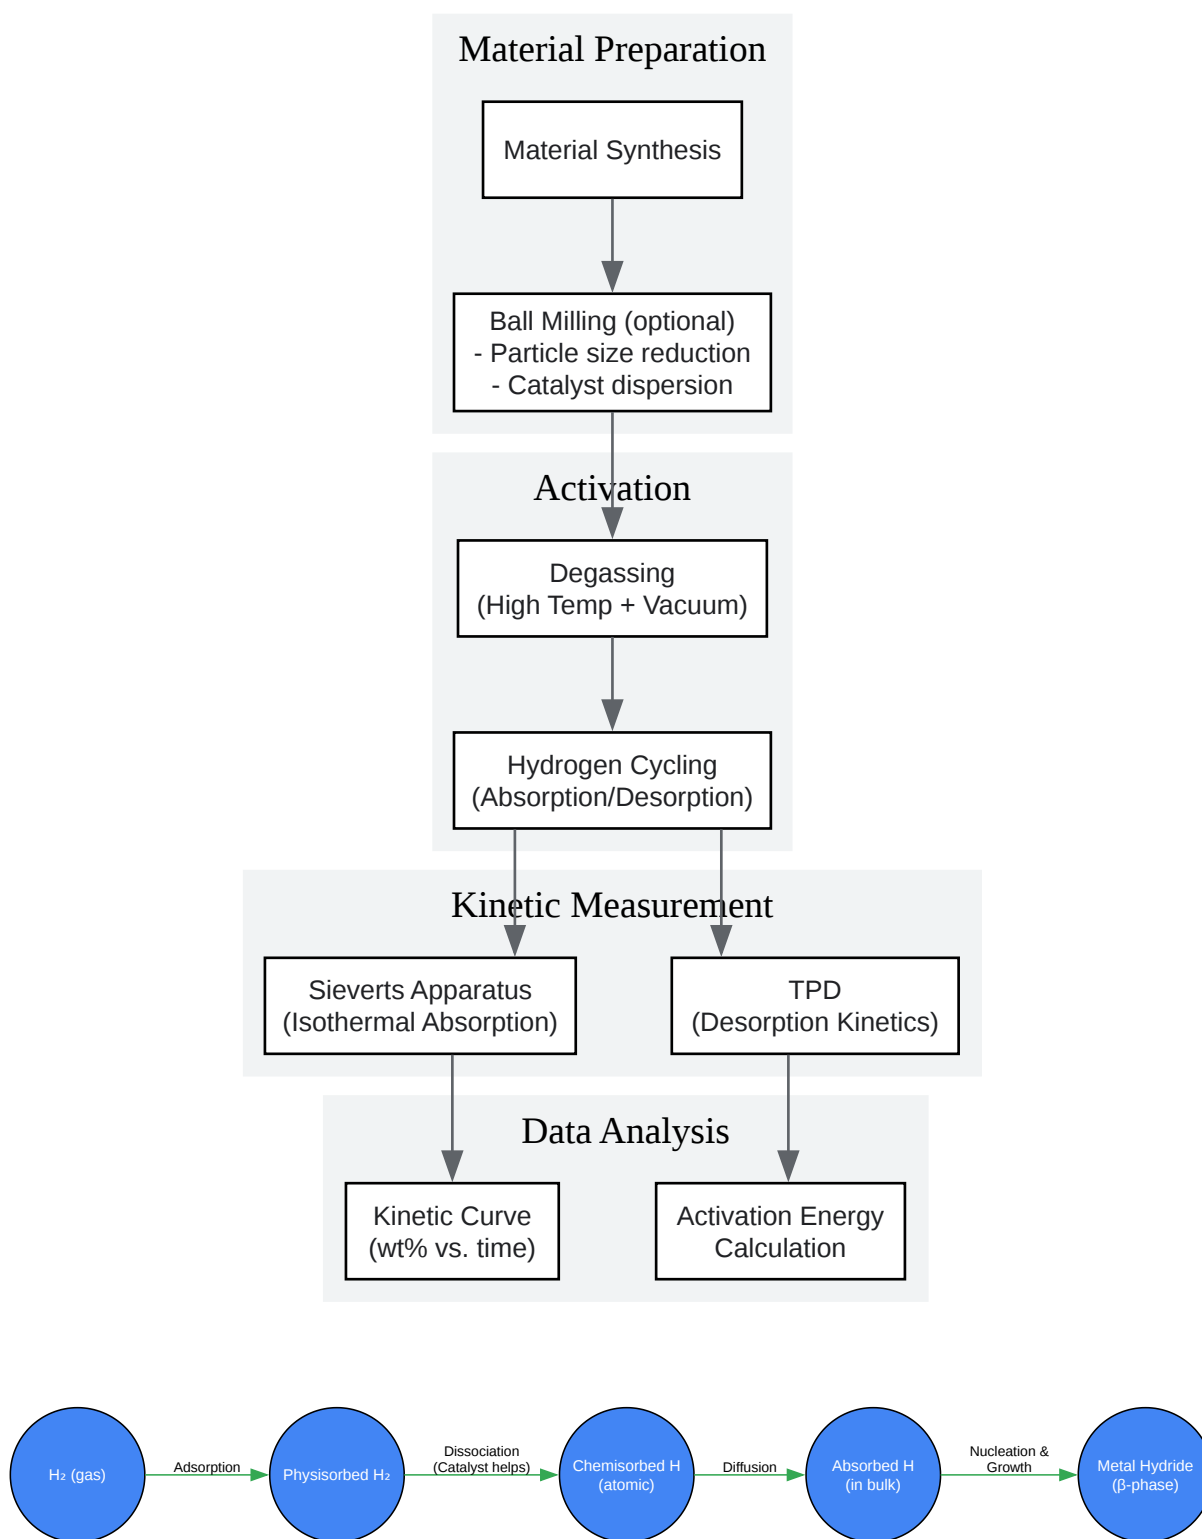 Material Preparation
Material Synthesis
Ball Milling (optional)
- Particle size reduction
- Catalyst dispersion
Activation
Degassing
(High Temp + Vacuum)
Hydrogen Cycling
(Absorption/Desorption)
Kinetic Measurement
Sieverts Apparatus
(Isothermal Absorption)
TPD
(Desorption Kinetics)
Data Analysis
Kinetic Curve
(wt% vs. time)
Activation Energy
Calculation
H₂ (gas)
Adsorption
Physisorbed H₂
Dissociation
(Catalyst helps)
Chemisorbed H
(atomic)
Diffusion
Absorbed H
(in bulk)
Nucleation &
Growth
Metal Hydride
(β-phase)